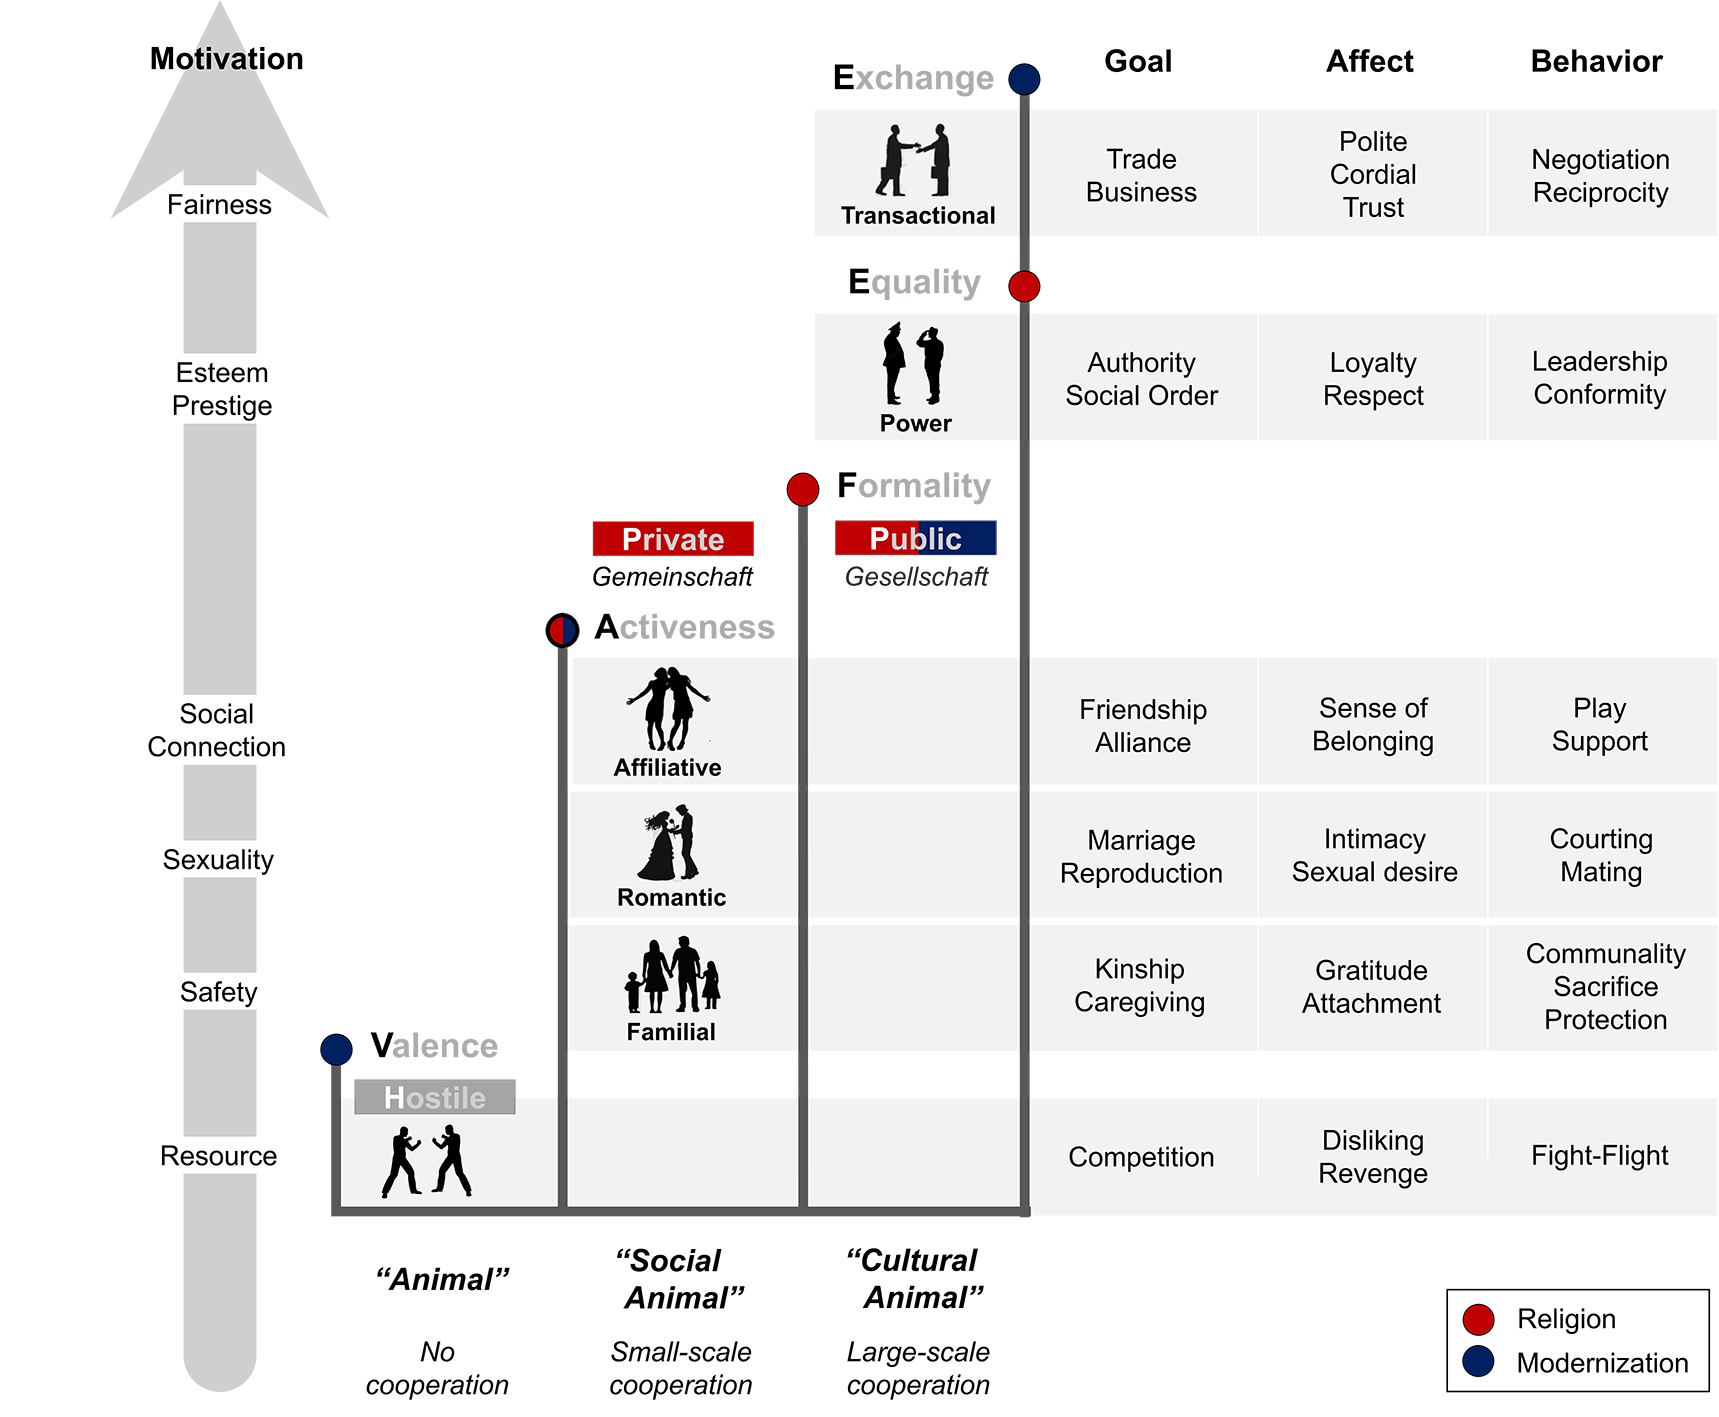 Motivation
Goal
Affect
Behavior
Exchange
Fairness
Transactional
Trade
Business
Polite
Cordial
Trust
Negotiation
Reciprocity
Equality
Esteem
Prestige
Power
Authority
Social Order
Loyalty
Respect
Leadership
Conformity
Formality
Private
Gemeinschaft
Public
Gesellschaft
Activeness
Social
Connection
Affiliative
Friendship
Alliance
Sense of
Belonging
Play
Support
Sexuality
Romantic
Marriage
Reproduction
Intimacy
Sexual desire
Courting
Mating
Safety
Familial
Kinship
Caregiving
Gratitude
Attachment
Communality
Sacrifice
Protection
Valence
Hostile
Resource
Competition
Disliking
Revenge
Fight-Flight
“Animal”
“Social
Animal”
“Cultural
Animal”
No
cooperation
Small-scale
cooperation
Large-scale
cooperation
Religion
Modernization